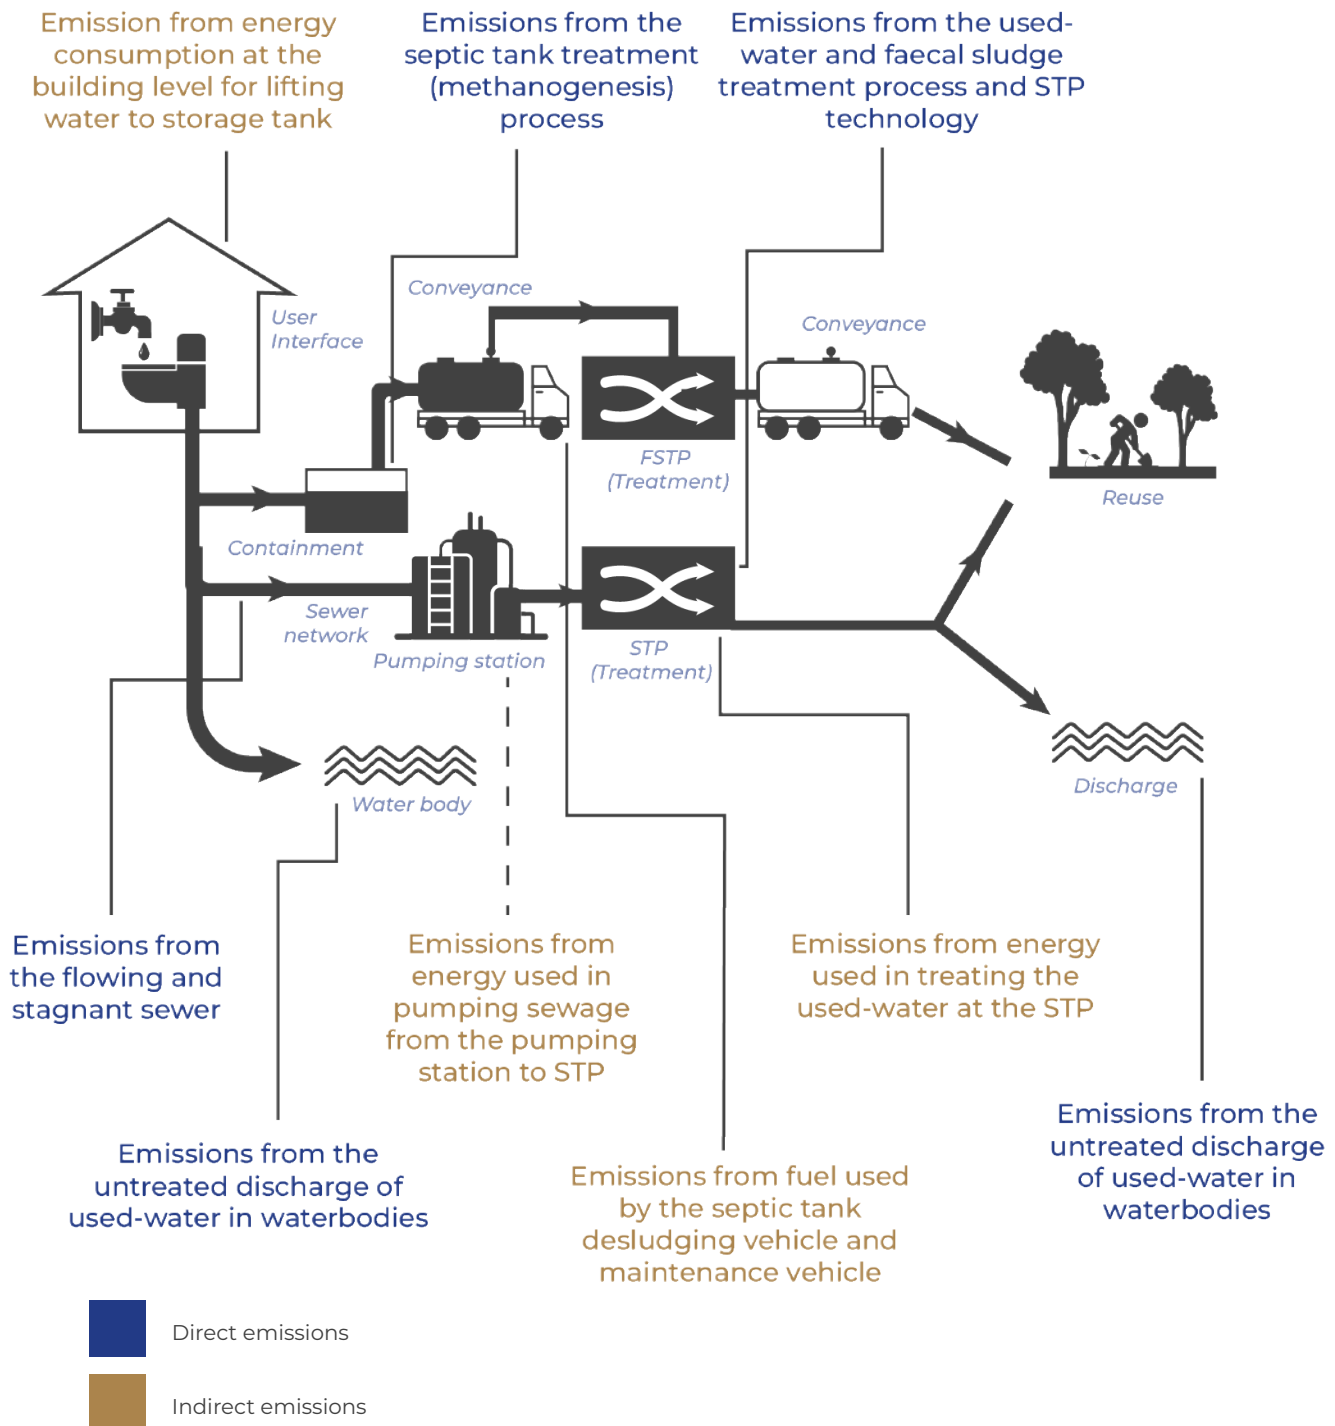 Emission from energy
consumption at the
building level for lifting
water to storage tank
Emissions from the
septic tank treatment
(methanogenesis)
process
Emissions from the used-
water and faecal sludge
treatment process and STP
technology
User
Interface
Conveyance
Conveyance
FSTP
(Treatment)
Reuse
Containment
Sewer
network
Pumping station
STP
(Treatment)
Water body
Discharge
Emissions from
the flowing and
stagnant sewer
Emissions from
energy used in
pumping sewage
from the pumping
station to STP
Emissions from energy
used in treating the
used-water at the STP
Emissions from the
untreated discharge of
used-water in waterbodies
Emissions from fuel used
by the septic tank
desludging vehicle and
maintenance vehicle
Emissions from the
untreated discharge
of used-water in
waterbodies
Direct emissions
Indirect emissions